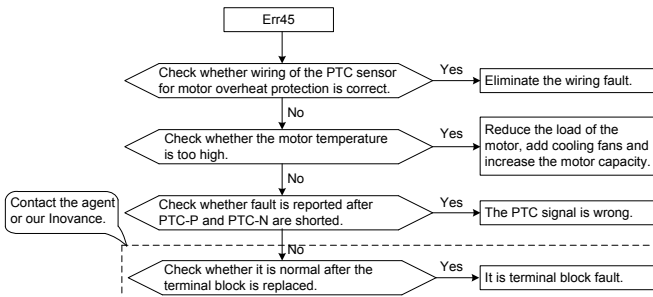 Err45
Check whether wiring of the PTC sensor
for motor overheat protection is correct.
Yes
Eliminate the wiring fault.
No
Check whether the motor temperature
is too high.
Yes
Reduce the load of the
motor, add cooling fans and
increase the motor capacity.
No
Contact the agent
or our Inovance.
Check whether fault is reported after
PTC-P and PTC-N are shorted.
Yes
The PTC signal is wrong.
No
Check whether it is normal after the
terminal block is replaced.
Yes
It is terminal block fault.